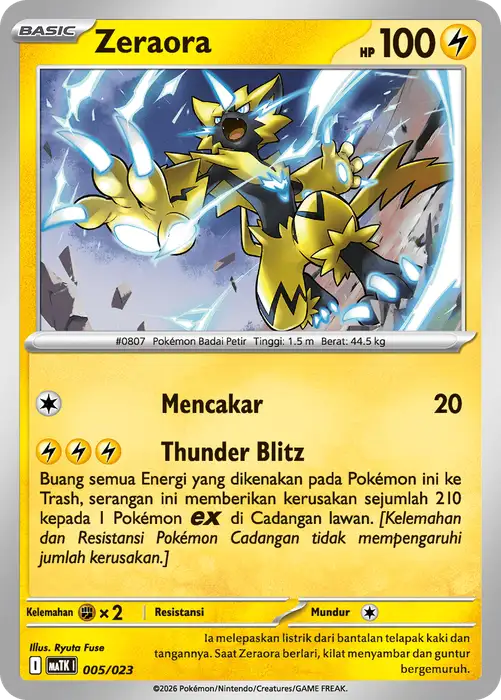 BASIC Zeraora HP 100
#0807 Pokémon Badai Petir Tinggi: 1.5 m Berat: 44.5 kg
Mencakar 20
Thunder Blitz
Buang semua Energi yang dikenakan pada Pokémon ini ke
Trash, serangan ini memberikan kerusakan sejumlah 210
kepada 1 Pokémon ex di Cadangan lawan. [Kelemahan
dan Resistansi Pokémon Cadangan tidak mempengaruhi
jumlah kerusakan.]
Kelemahan ×2 Resistansi Mundur
Illus. Ryuta Fuse
Ia melepaskan listrik dari bantalan telapak kaki dan
tangannya. Saat Zeraora berlari, kilat menyambar dan guntur
bergemuruh.
I MATK I 005/023
©2026 Pokémon/Nintendo/Creatures/GAME FREAK.